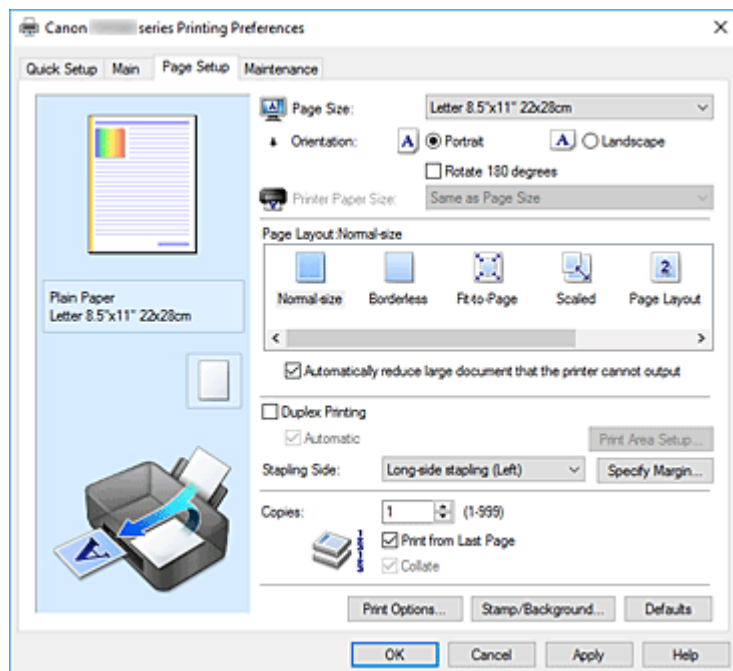 Canon series Printing Preferences
Quick Setup Main Page Setup Maintenance
Page Size: Letter 8.5"x11" 22x28cm
Orientation: A Portrait A Landscape
Rotate 180 degrees
Printer Paper Size: Same as Page Size
Page Layout:Normal-size
2
Normal-size Borderless Fit-to-Page Scaled Page Layout
Plain Paper
Letter 8.5"x11" 22x28cm
Automatically reduce large document that the printer cannot output
Duplex Printing
Automatic Print Area Setup...
Stapling Side: Long-side stapling (Left) Specify Margin...
Copies: 1 (1-999)
Print from Last Page
Collate
A
Print Options... Stamp/Background... Defaults
OK Cancel Apply Help